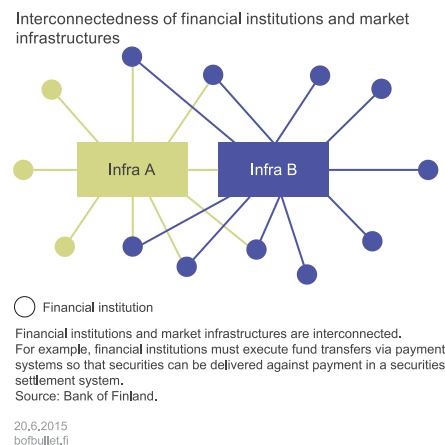 Interconnectedness of financial institutions and market
infrastructures
Infra A
Infra B
Financial institution
Financial institutions and market infrastructures are interconnected.
For example, financial institutions must execute fund transfers via payment
systems so that securities can be delivered against payment in a securities
settlement system.
Source: Bank of Finland.
20.6.2015
bofbullet.fi